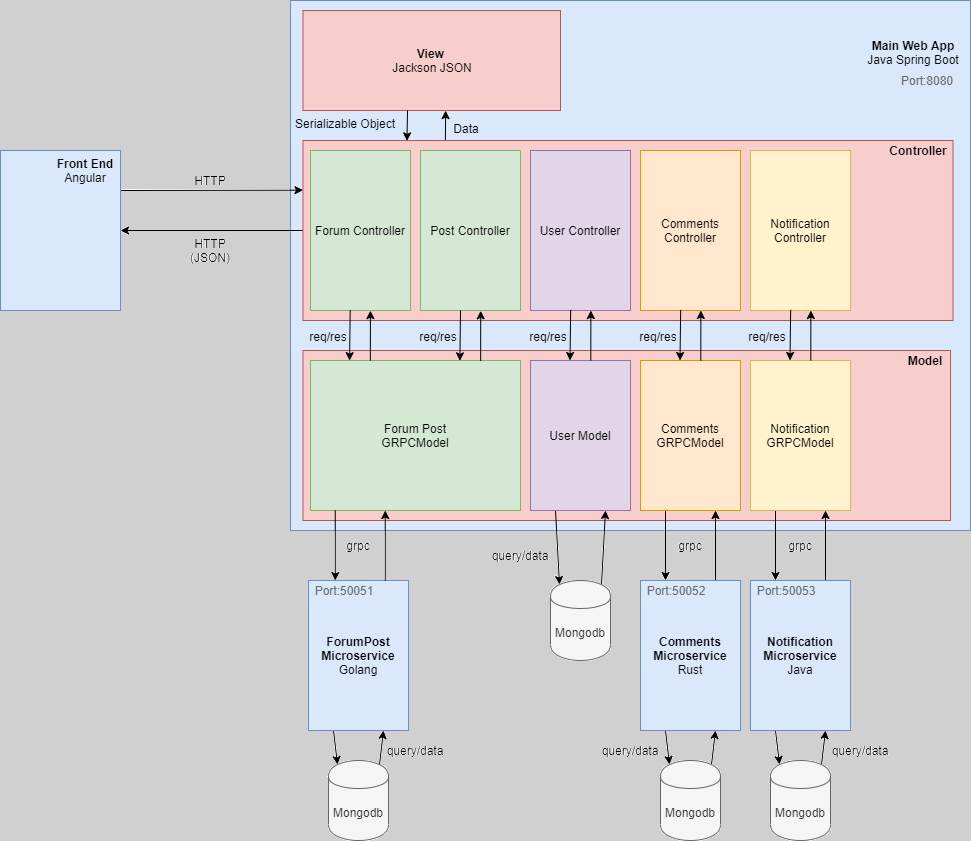 View
Jackson JSON
Main Web App
Java Spring Boot
Port:8080
Serializable Object
Data
Front End
Angular
HTTP
HTTP
(JSON)
Controller
Forum Controller
Post Controller
User Controller
Comments
Controller
Notification
Controller
req/res
req/res
req/res
req/res
req/res
Model
Forum Post
GRPCModel
User Model
Comments
GRPCModel
Notification
GRPCModel
grpc
query/data
grpc
grpc
Port:50051
ForumPost
Microservice
Golang
Mongodb
Port:50052
Comments
Microservice
Rust
Port:50053
Notification
Microservice
Java
query/data
query/data
query/data
Mongodb
Mongodb
Mongodb